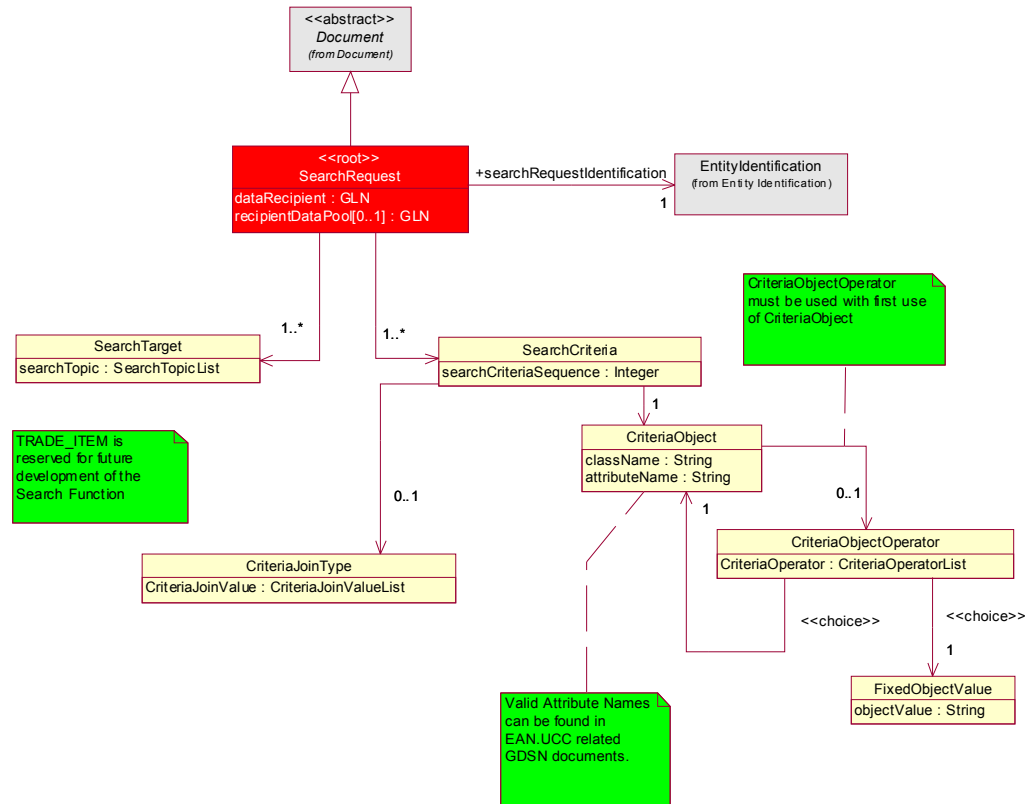 <<abstract>>
Document
(from Document)
<<root>>
SearchRequest
dataRecipient : GLN
recipientDataPool[0..1] : GLN
+searchRequestIdentification
1
EntityIdentification
(from Entity Identification)
CriteriaObjectOperator
must be used with first use
of CriteriaObject
1..*
1..*
SearchTarget
searchTopic : SearchTopicList
SearchCriteria
searchCriteriaSequence : Integer
1
TRADE_ITEM is
reserved for future
development of the
Search Function
CriteriaObject
className : String
attributeName : String
0..1
1
0..1
CriteriaJoinType
CriteriaJoinValue : CriteriaJoinValueList
CriteriaObjectOperator
CriteriaOperator : CriteriaOperatorList
<<choice>>
<<choice>>
1
FixedObjectValue
objectValue : String
Valid Attribute Names
can be found in
EAN.UCC related
GDSN documents.